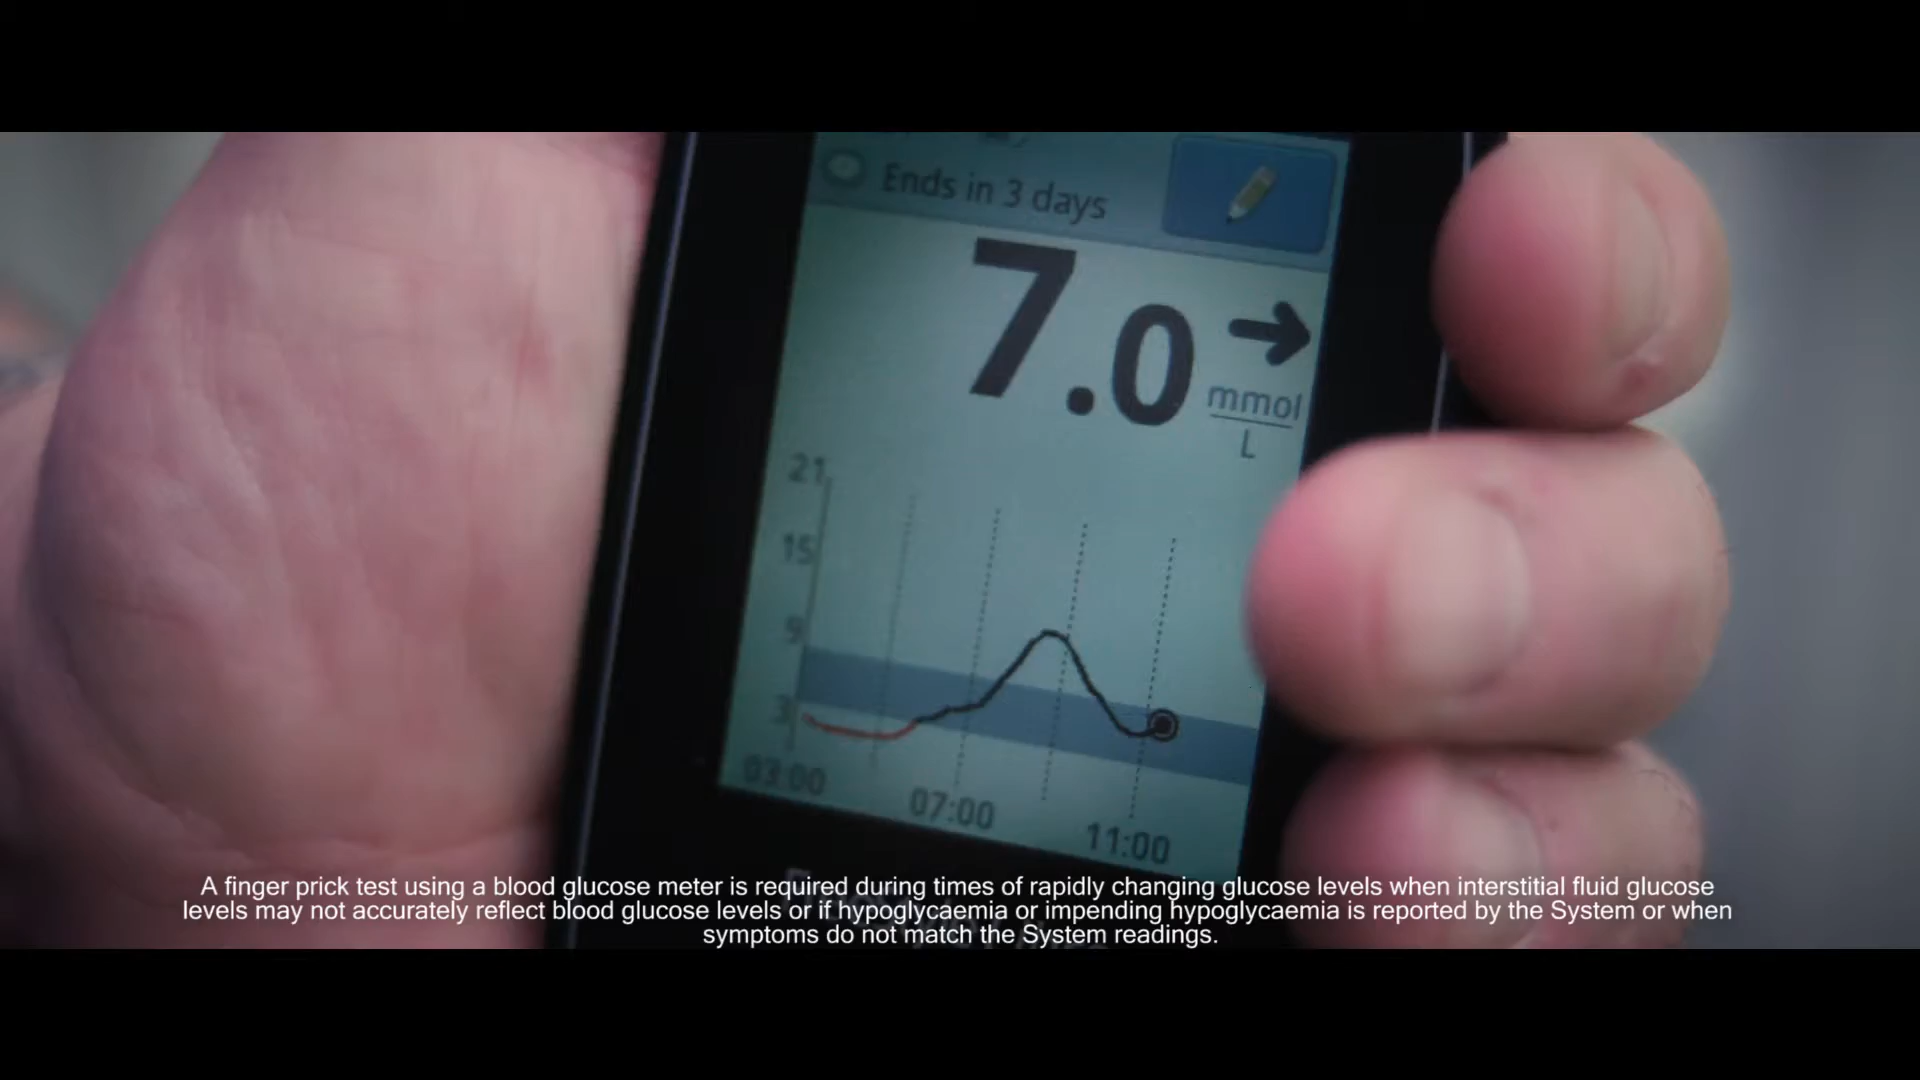 Ends in 3 days
7.0
mmol
L
21
15
9
3
03:00
07:00
11:00
A finger prick test using a blood glucose meter is required during times of rapidly changing glucose levels when interstitial fluid glucose
levels may not accurately reflect blood glucose levels or if hypoglycaemia or impending hypoglycaemia is reported by the System or when
symptoms do not match the System readings.